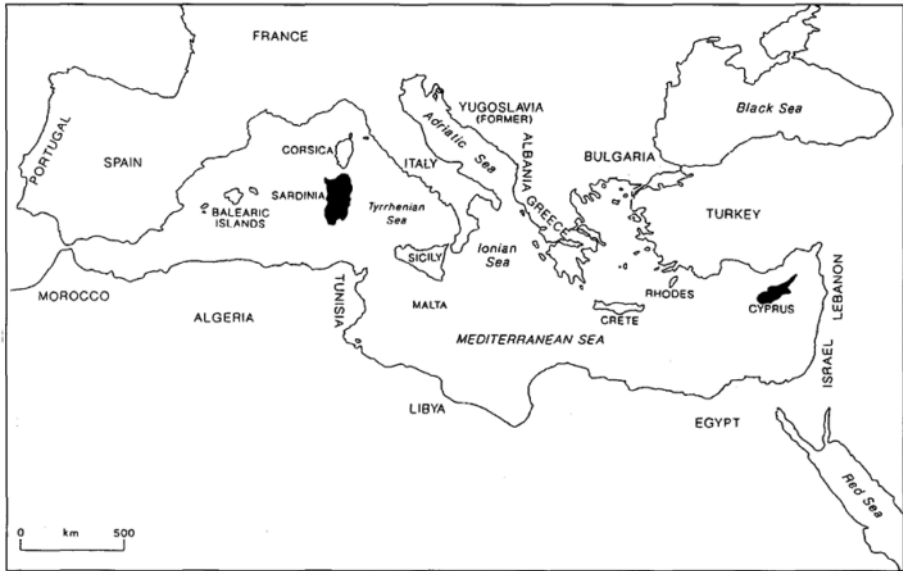 FRANCE
Black Sea
YUGOSLAVIA
(FORMER)
Adriatic Sea
PORTUGAL
SPAIN
CORSICA
ITALY
ALBANIA
BULGARIA
SARDINIA
BALEARIC
ISLANDS
Tyrrhenian
Sea
GREECE
TURKEY
SICILY
Ionian
Sea
MOROCCO
ALGERIA
TUNISIA
MALTA
CRETE
RHODES
CYPRUS
LEBANON
MEDITERRANEAN SEA
ISRAEL
LIBYA
EGYPT
Red Sea
0 km 500